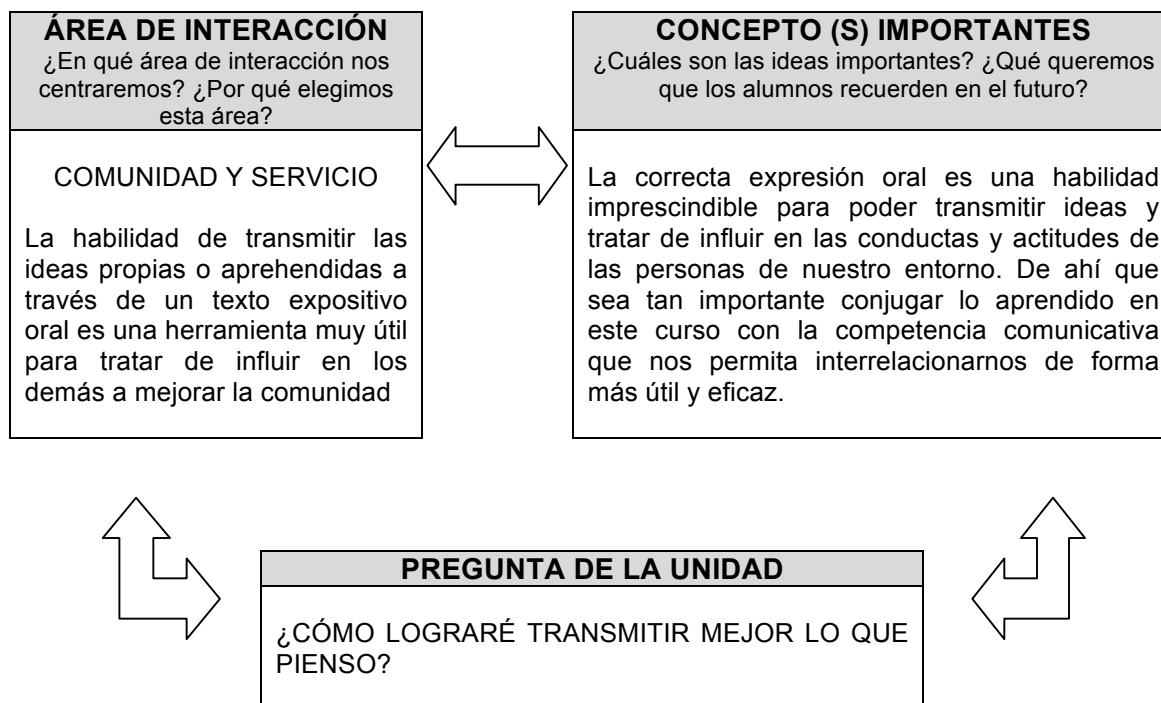 ÁREA DE INTERACCIÓN
¿En qué área de interacción nos
centraremos? ¿Por qué elegimos
esta área?
COMUNIDAD Y SERVICIO
La habilidad de transmitir las
ideas propias o aprehendidas a
través de un texto expositivo
oral es una herramienta muy útil
para tratar de influir en los
demás a mejorar la comunidad
CONCEPTO (S) IMPORTANTES
¿Cuáles son las ideas importantes? ¿Qué queremos
que los alumnos recuerden en el futuro?
La correcta expresión oral es una habilidad
imprescindible para poder transmitir ideas y
tratar de influir en las conductas y actitudes de
las personas de nuestro entorno. De ahí que
sea tan importante conjugar lo aprendido en
este curso con la competencia comunicativa
que nos permita interrelacionarnos de forma
más útil y eficaz.
PREGUNTA DE LA UNIDAD
¿CÓMO LOGRARÉ TRANSMITIR MEJOR LO QUE
PIENSO?